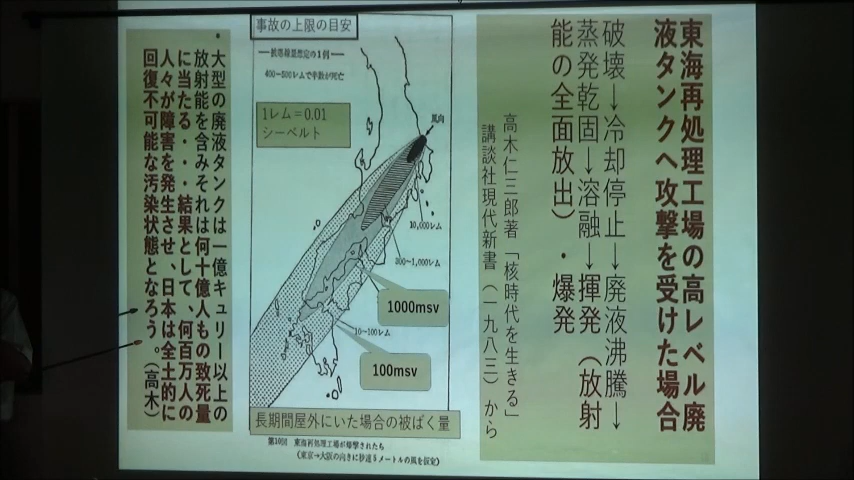 東海再処理工場の高レベル廃
液タンクへ攻撃を受けた場合
破壊→冷却停止→廃液沸騰→
蒸発乾固→溶融→揮発（放射
能の全面放出）・爆発
高木仁三郎著「核時代を生きる」
講談社現代新書（一九八三）から
事故の上限の目安
―被曝線量想定の1例―
400～500レムで半数が死亡
1レム＝0.01
シーベルト
風向
10,000レム
200～1,000レム
1000msv
10～100レム
100msv
長期間屋外にいた場合の被ばく量
第10図 東海再処理工場が爆撃されたら
（東京→大阪の向きに秒速5メートルの風を仮定）
・大型の廃液タンクは一億キュリー以上の
放射能を含みそれは何十億人もの致死量
に当たる・・・結果として、何百万人の
人々が障害を発生させ、日本は全土的に
回復不可能な汚染状態となろう。（高木）